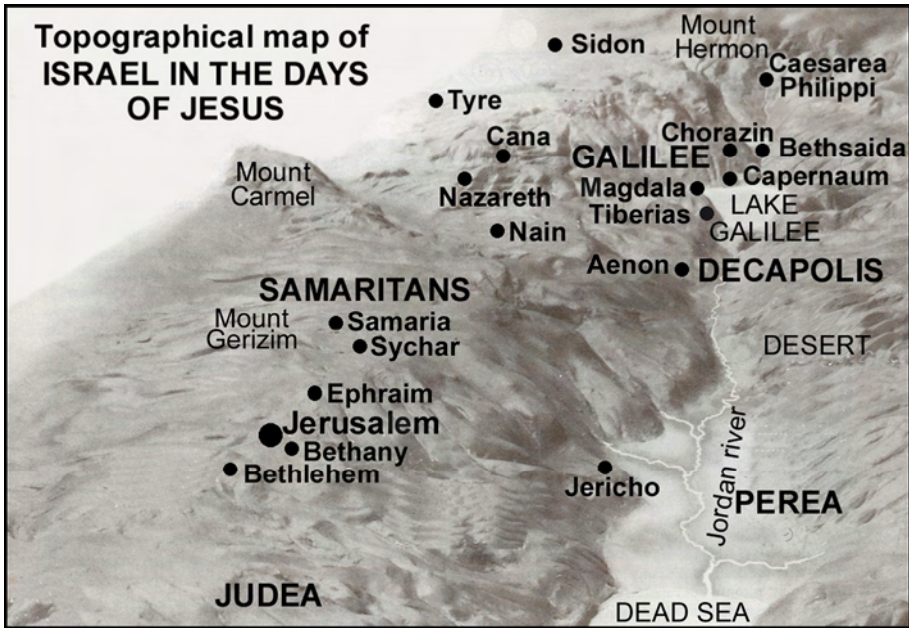 Topographical map of
ISRAEL IN THE DAYS
OF JESUS
Sidon
Mount
Hermon
Caesarea
Philippi
Tyre
Cana
Chorazin
GALILEE
Bethsaida
Mount
Carmel
Nazareth
Magdala
Capernaum
Tiberias
LAKE
GALILEE
Nain
Aenon
DECAPOLIS
SAMARITANS
Mount
Gerizim
Samaria
Sychar
DESERT
Ephraim
Jerusalem
Bethany
Bethlehem
Jericho
Jordan river
PEREA
JUDEA
DEAD SEA